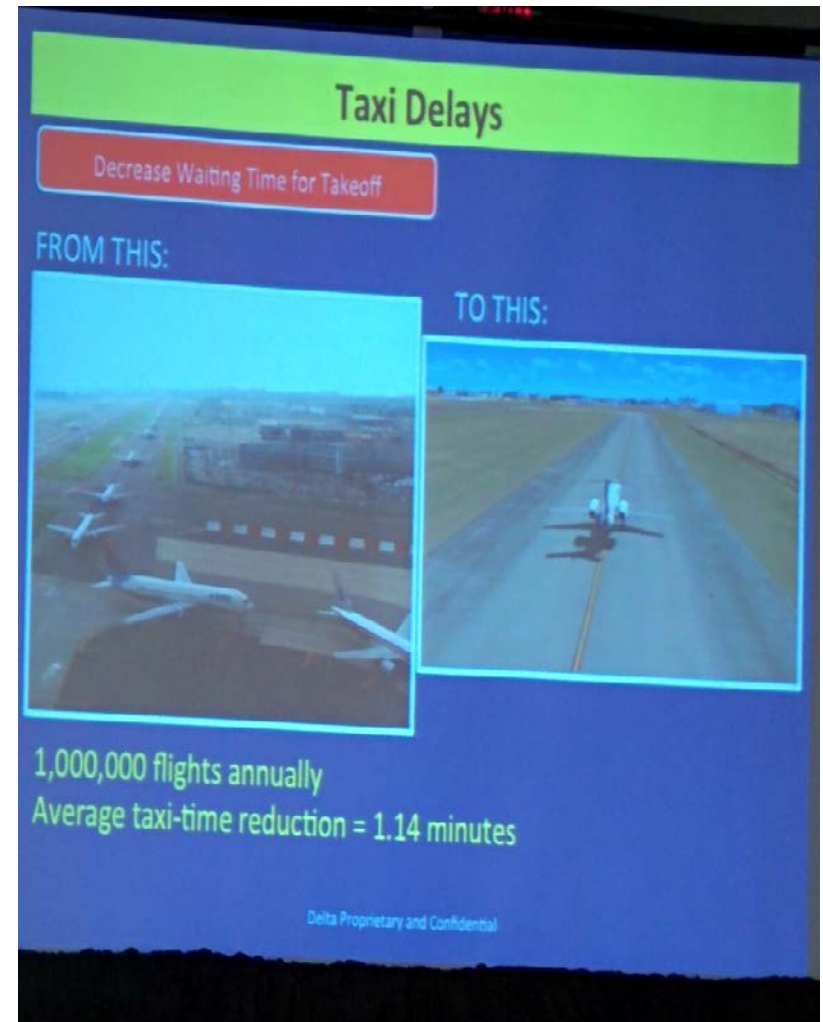 Taxi Delays
Decrease Waiting Time for Takeoff
FROM THIS:
TO THIS:
1,000,000 flights annually
Average taxi-time reduction = 1.14 minutes
Delta Proprietary and Confidential